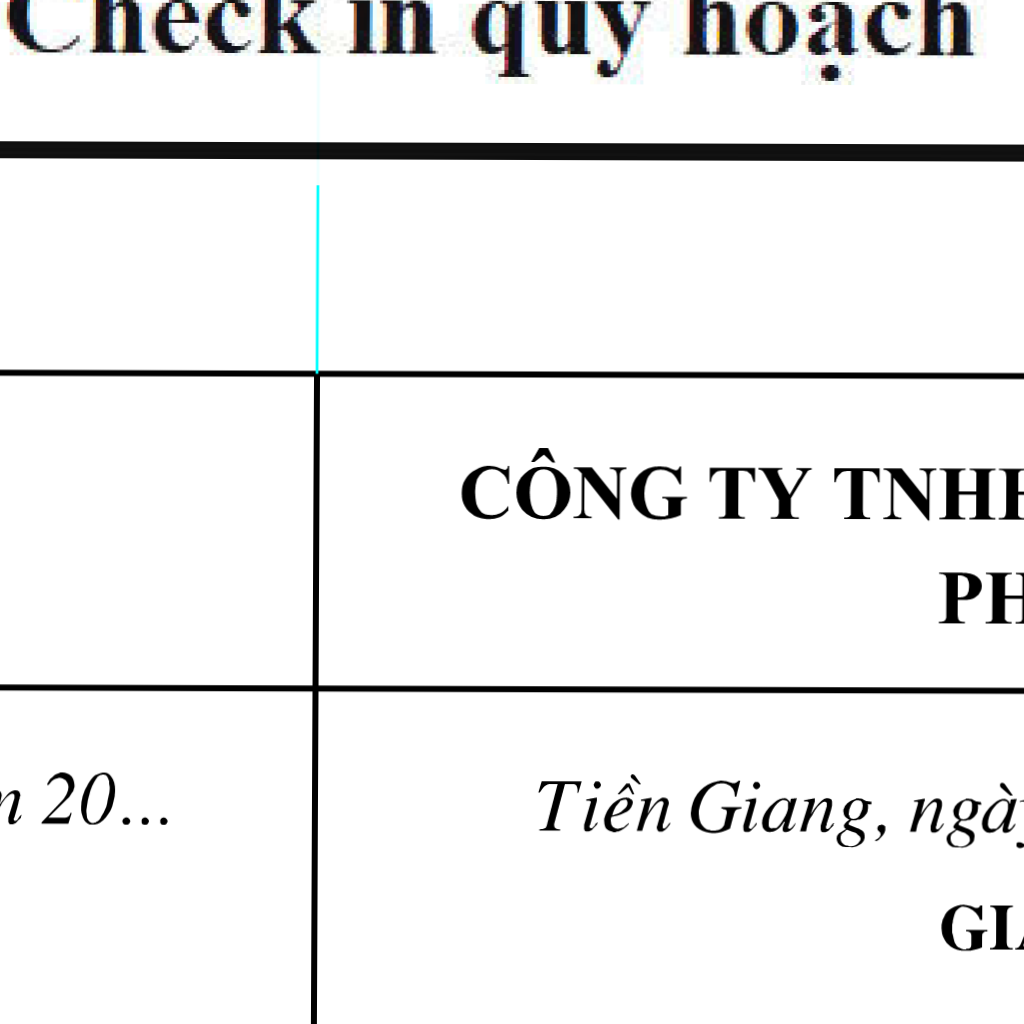 Check in quy hoạch
CÔNG TY TNHH
PH
20...
Tiền Giang, ngày
GIA